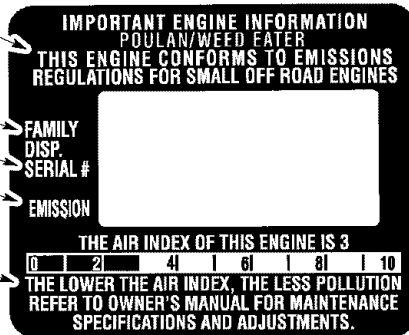 IMPORTANT ENGINE INFORMATION
POULAN/WEED EATER
THIS ENGINE CONFORMS TO EMISSIONS
REGULATIONS FOR SMALL OFF ROAD ENGINES
FAMILY
DISP.
SERIAL #
EMISSION
THE AIR INDEX OF THIS ENGINE IS 3
0 2 4 6 8 10
THE LOWER THE AIR INDEX, THE LESS POLLUTION
REFER TO OWNER'S MANUAL FOR MAINTENANCE
SPECIFICATIONS AND ADJUSTMENTS.